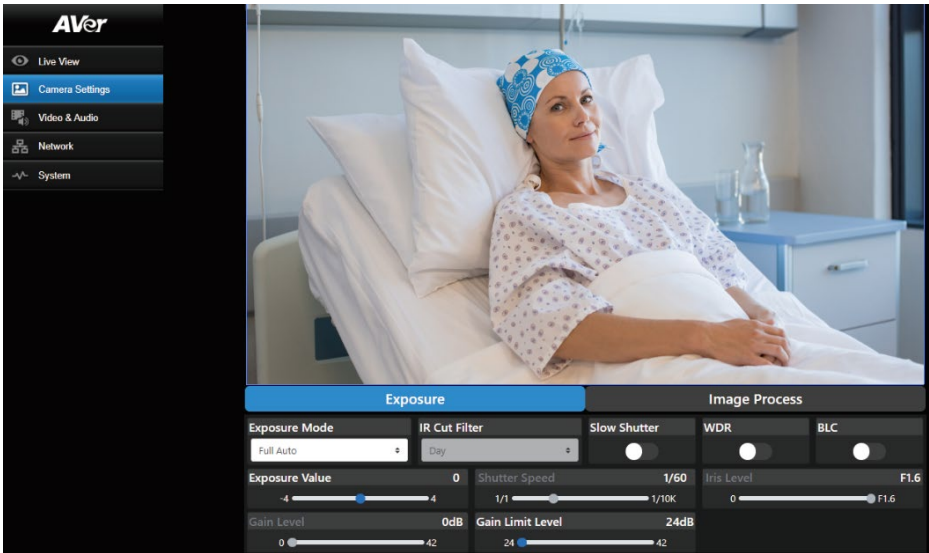 AVer
Live View
Camera Settings
Video & Audio
Network
System
Exposure
Image Process
Exposure Mode
IR Cut Filter
Slow Shutter
WDR
BLC
Full Auto
Day
Exposure Value 0
Shutter Speed 1/60
Iris Level F1.6
-4 4
1/1 1/10K
0 F1.6
Gain Level 0dB
Gain Limit Level 24dB
0 42
24 42